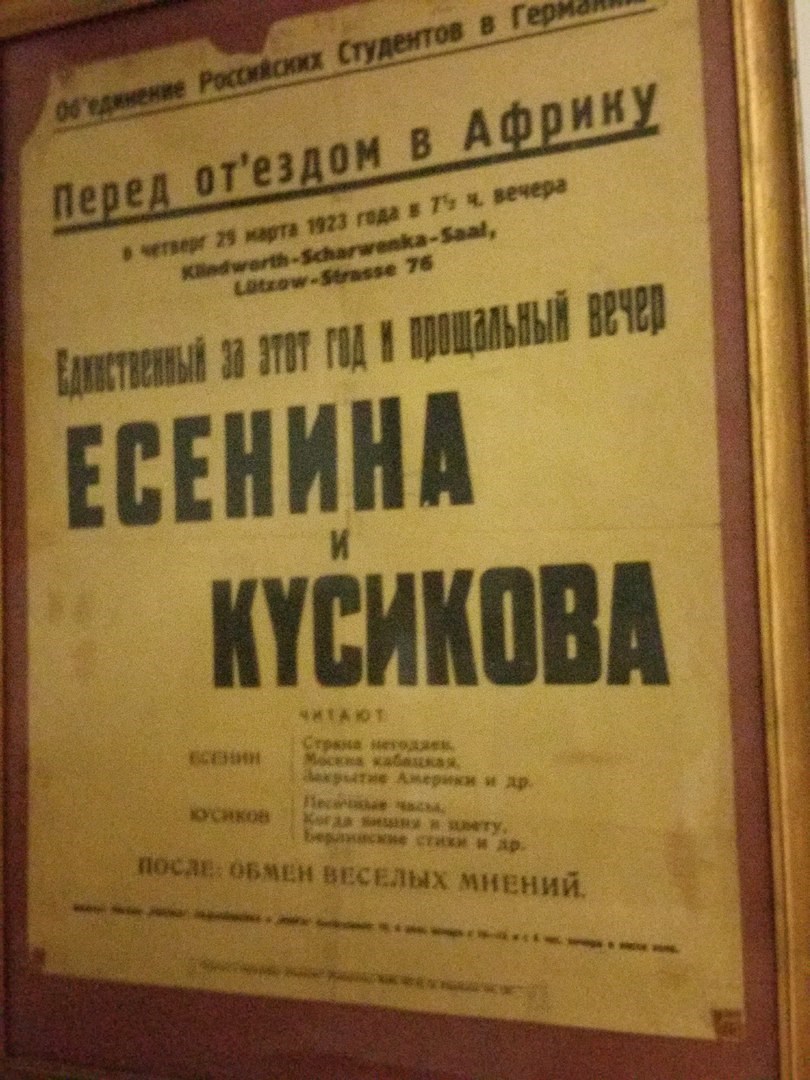 Об'единение Российских Студентов в Германии
Перед от'ездом в Африку
в четверг 29 марта 1923 года в 7½ ч. вечера
Klindworth-Scharwenka-Saal,
Lützow-Strasse 76
Единственный за этот год и прощальный вечер
ЕСЕНИНА
и
КУСИКОВА
ЧИТАЮТ:
ЕСЕНИН
Страна негодяев,
Москва кабацкая,
Закрытие Америки и др.
КУСИКОВ
Песочные часы,
Когда вишня в цвету,
Берлинские стихи и др.
ПОСЛЕ: ОБМЕН ВЕСЕЛЫХ МНЕНИЙ.